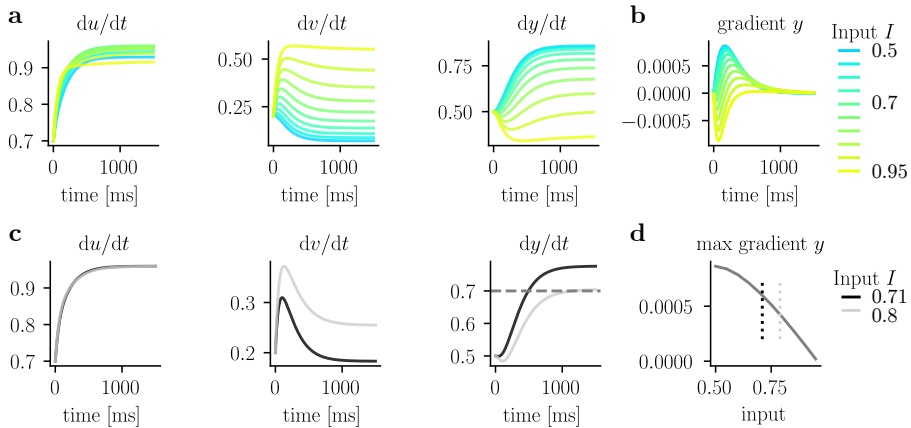 a
du/dt
dv/dt
dy/dt
b
gradient y
Input I
0.9
0.8
0.7
0.50
0.25
0.75
0.50
0.0005
0.0000
−0.0005
0.5
0.7
0.95
0 1000
0 1000
0 1000
0 1000
time [ms]
time [ms]
time [ms]
time [ms]
c
du/dt
dv/dt
dy/dt
d
max gradient y
Input I
0.9
0.8
0.7
0.3
0.2
0.7
0.6
0.5
0.0005
0.0000
0.71
0.8
0 1000
0 1000
0 1000
0.50 0.75
time [ms]
time [ms]
time [ms]
input